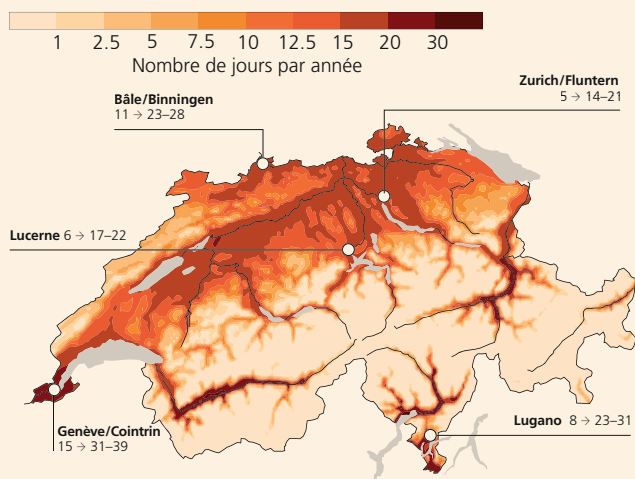 1 2.5 5 7.5 10 12.5 15 20 30
Nombre de jours par année
Zurich/Fluntern
5 → 14–21
Bâle/Binningen
11 → 23–28
Lucerne 6 → 17–22
Genève/Cointrin
15 → 31–39
Lugano 8 → 23–31